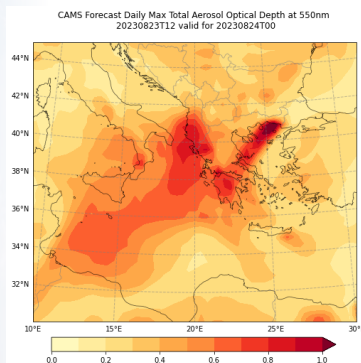 CAMS Forecast Daily Max Total Aerosol Optical Depth at 550nm
20230823T12 valid for 20230824T00
44°N
42°N
40°N
38°N
36°N
34°N
32°N
10°E 15°E 20°E 25°E 30°E
0.0 0.2 0.4 0.6 0.8 1.0